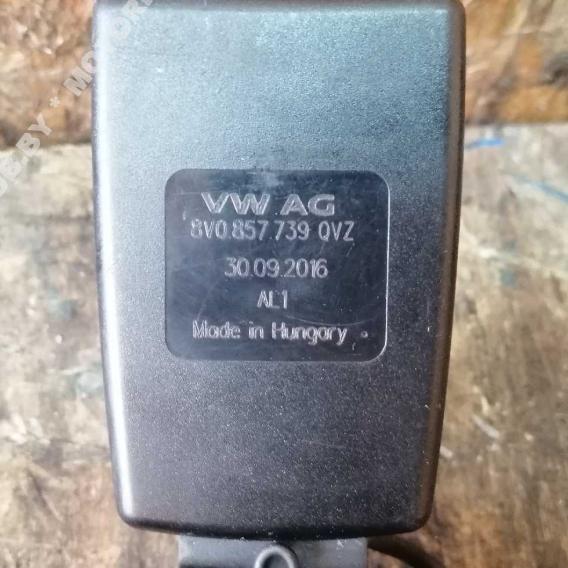 VW AG
8V0.857.739 QVZ
30.09.2016
AL1
Made in Hungary